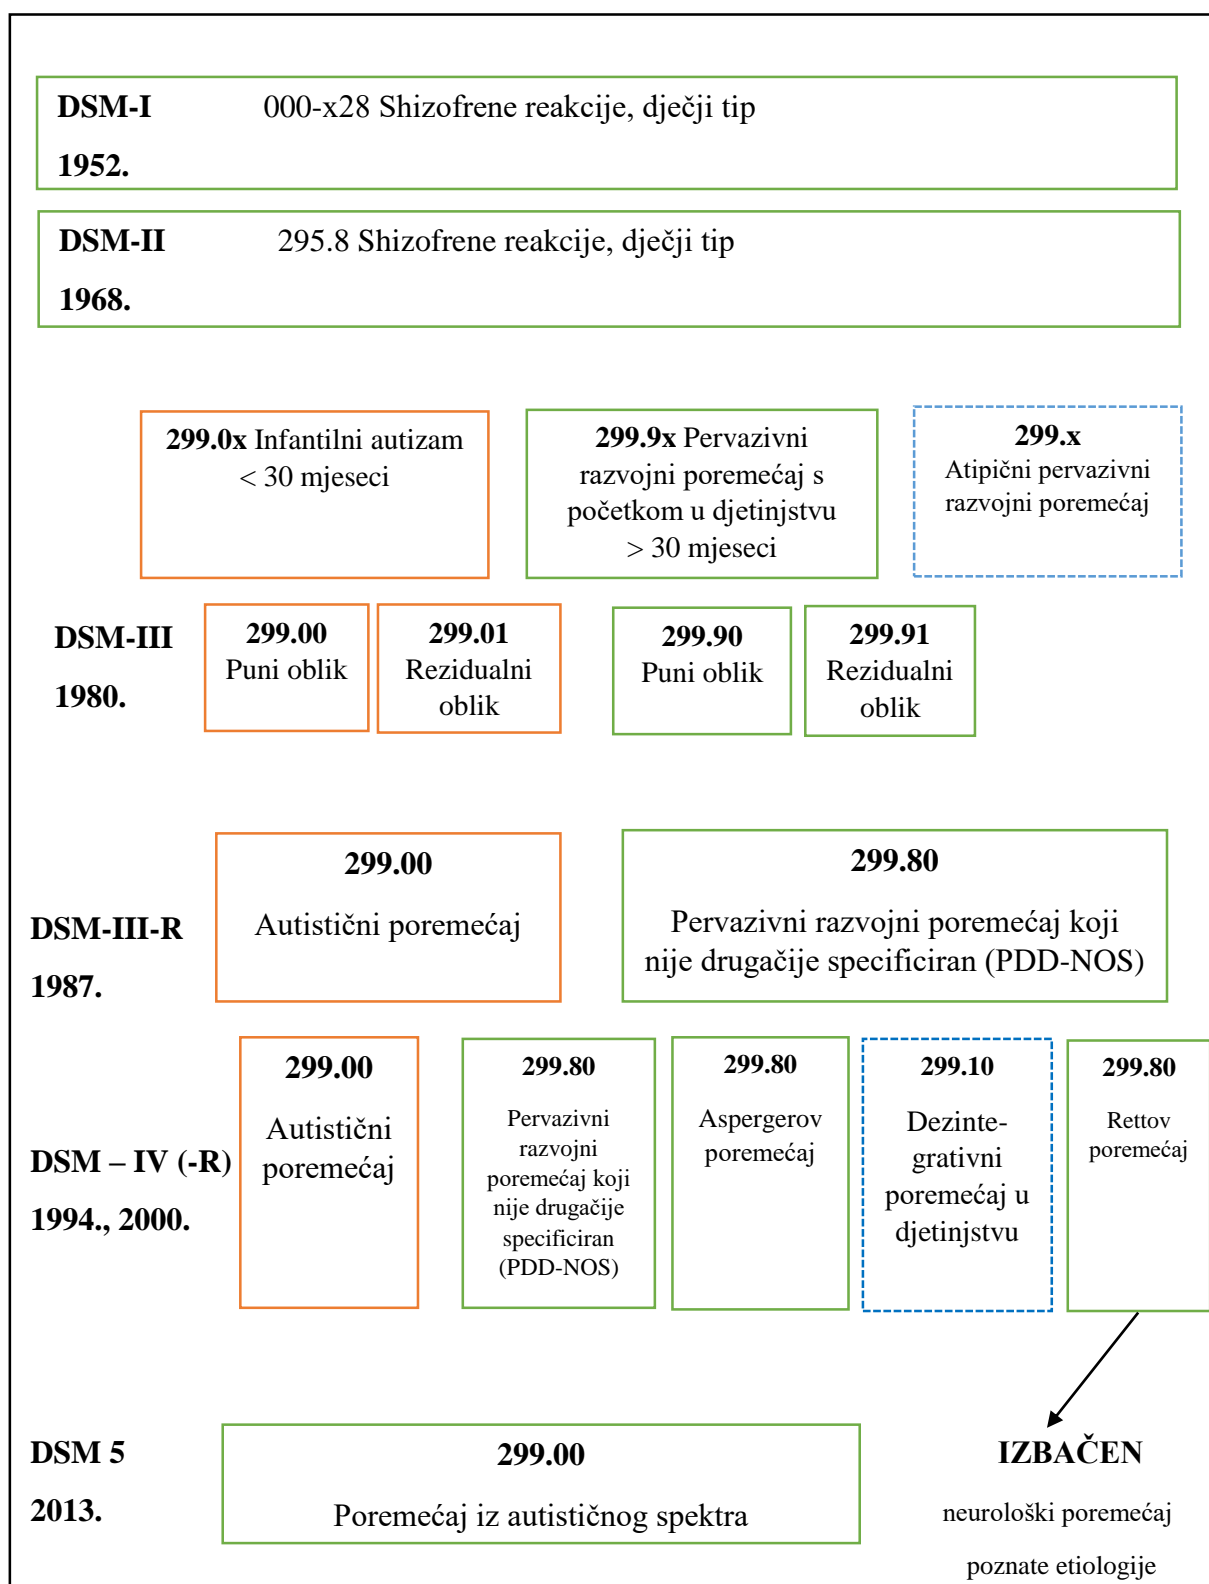 DSM-I 000-x28 Shizofrene reakcije, dječji tip
1952.
DSM-II 295.8 Shizofrene reakcije, dječji tip
1968.
299.0x Infantilni autizam
< 30 mjeseci
299.9x Pervazivni
razvojni poremećaj s
početkom u djetinjstvu
> 30 mjeseci
299.x
Atipični pervazivni
razvojni poremećaj
DSM-III
1980.
299.00
Puni oblik
299.01
Rezidualni
oblik
299.90
Puni oblik
299.91
Rezidualni
oblik
DSM-III-R
1987.
299.00
Autistični poremećaj
299.80
Pervazivni razvojni poremećaj koji
nije drugačije specificiran (PDD-NOS)
DSM – IV (-R)
1994., 2000.
299.00
Autistični
poremećaj
299.80
Pervazivni
razvojni
poremećaj koji
nije drugačije
specificiran
(PDD-NOS)
299.80
Aspergerov
poremećaj
299.10
Dezinte-
grativni
poremećaj u
djetinjstvu
299.80
Rettov
poremećaj
DSM 5
2013.
299.00
Poremećaj iz autističnog spektra
IZBAČEN
neurološki poremećaj
poznate etiologije